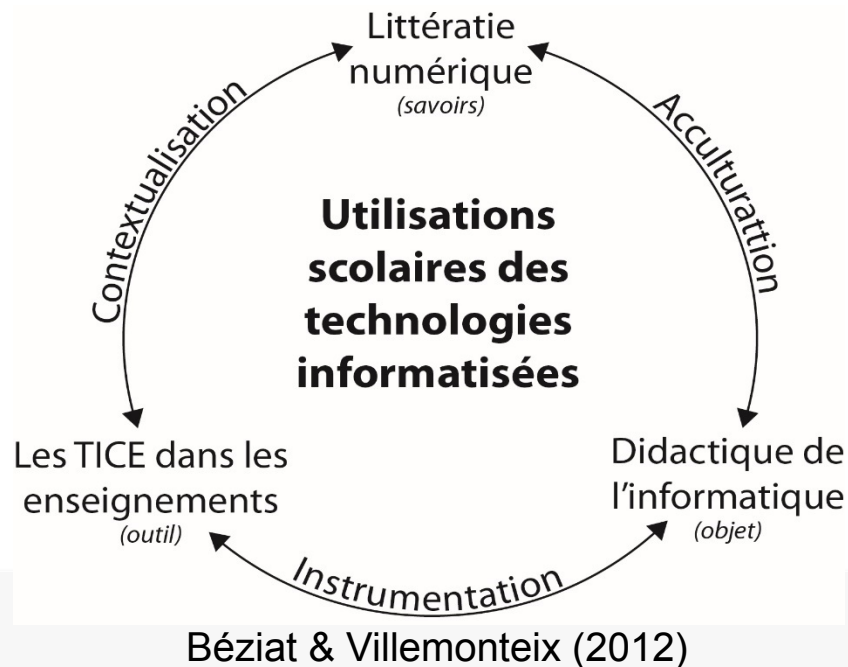 Littératie
numérique
(savoirs)
Contextualisation
Acculturattion
Utilisations
scolaires des
technologies
informatisées
Les TICE dans les
enseignements
(outil)
Didactique de
l'informatique
(objet)
Instrumentation
Béziat & Villemonteix (2012)